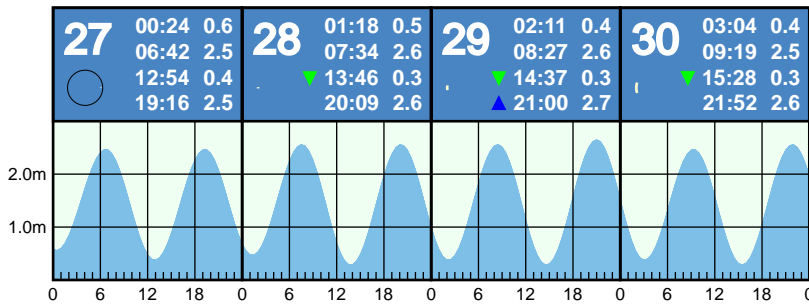 27 00:24 0.6 28 01:18 0.5 29 02:11 0.4 30 03:04 0.4
06:42 2.5 07:34 2.6 08:27 2.6 09:19 2.5
12:54 0.4 ▼ 13:46 0.3 ▼ 14:37 0.3 ▼ 15:28 0.3
19:16 2.5 20:09 2.6 ▲ 21:00 2.7 21:52 2.6
2.0m
1.0m
0 6 12 18 0 6 12 18 0 6 12 18 0 6 12 18 0